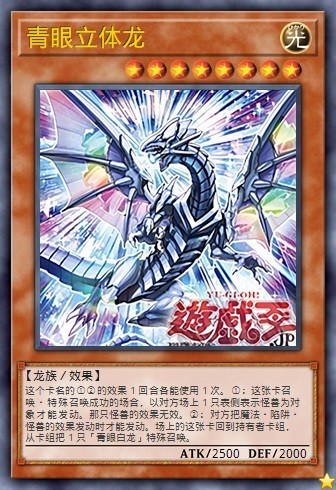 青眼立体龙
光
YU-GI-OH!
遊戯王
.JP
【龙族／效果】
这个卡名的①②的效果1回合各能使用1次。①：这张卡召
唤·特殊召唤成功的场合，以对方场上1只表侧表示怪兽为对
象才能发动。那只怪兽的效果无效。②：对方把魔法·陷阱·
怪兽的效果发动时才能发动。场上的这张卡回到持有者卡组，
从卡组把1只「青眼白龙」特殊召唤。
ATK/2500 DEF/2000